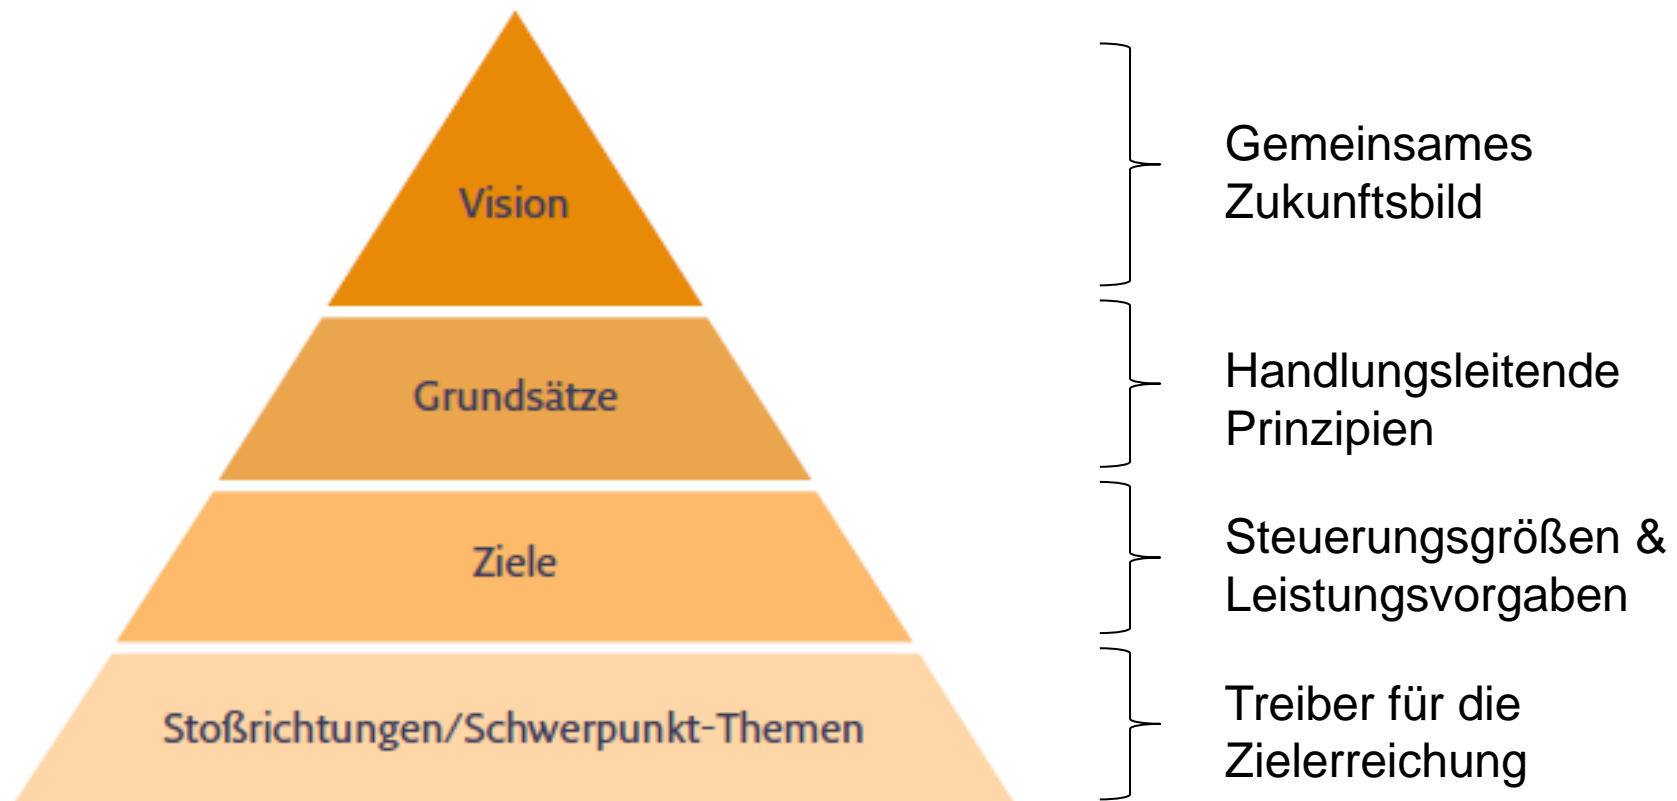 Vision
Gemeinsames
Zukunftsbild
Grundsätze
Handlungsleitende
Prinzipien
Ziele
Steuerungsgrößen &
Leistungsvorgaben
Stoßrichtungen/Schwerpunkt-Themen
Treiber für die
Zielerreichung